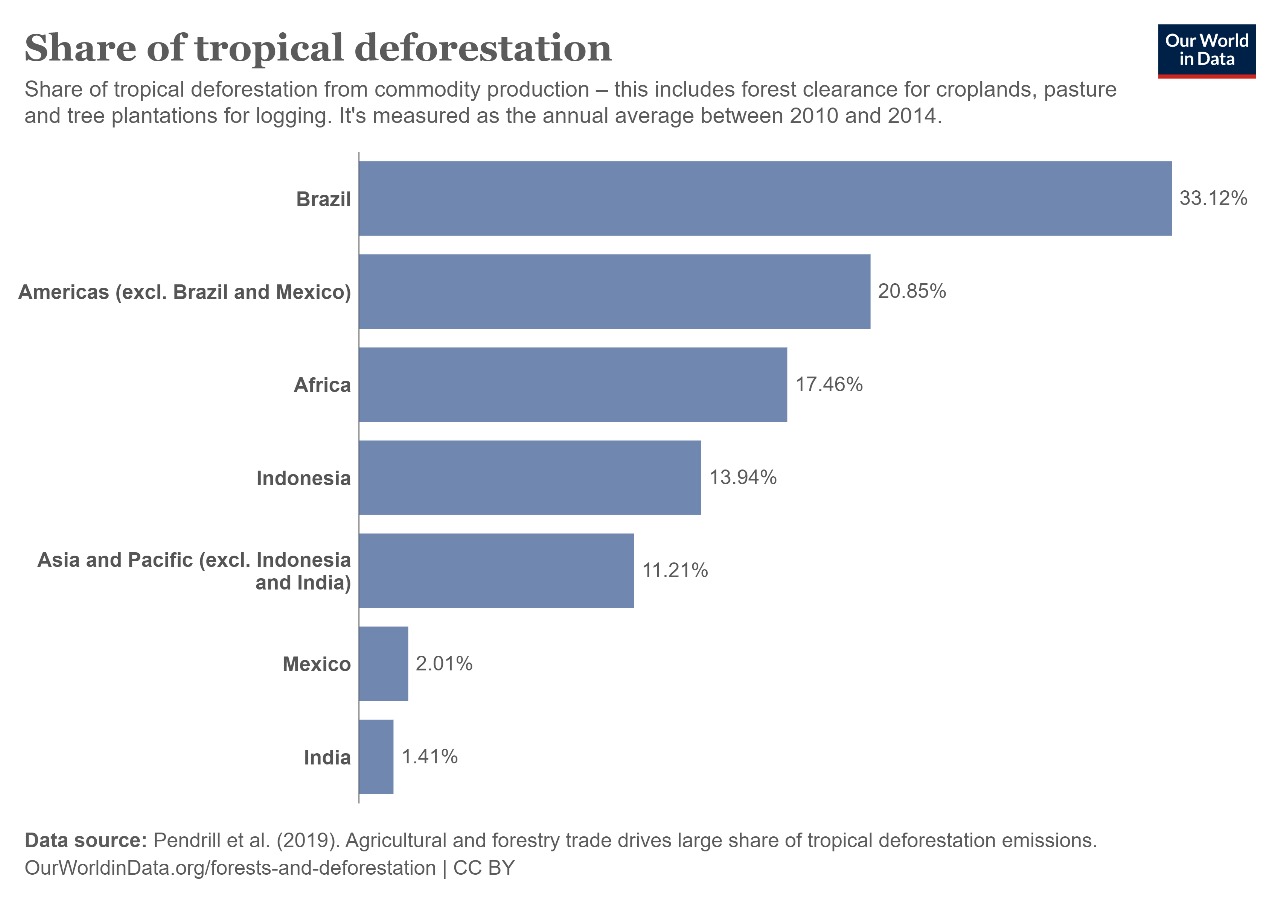 Share of tropical deforestation
Our World
in Data
Share of tropical deforestation from commodity production – this includes forest clearance for croplands, pasture
and tree plantations for logging. It's measured as the annual average between 2010 and 2014.
Brazil 33.12%
Americas (excl. Brazil and Mexico) 20.85%
Africa 17.46%
Indonesia 13.94%
Asia and Pacific (excl. Indonesia
and India) 11.21%
Mexico 2.01%
India 1.41%
Data source: Pendrill et al. (2019). Agricultural and forestry trade drives large share of tropical deforestation emissions.
OurWorldinData.org/forests-and-deforestation | CC BY